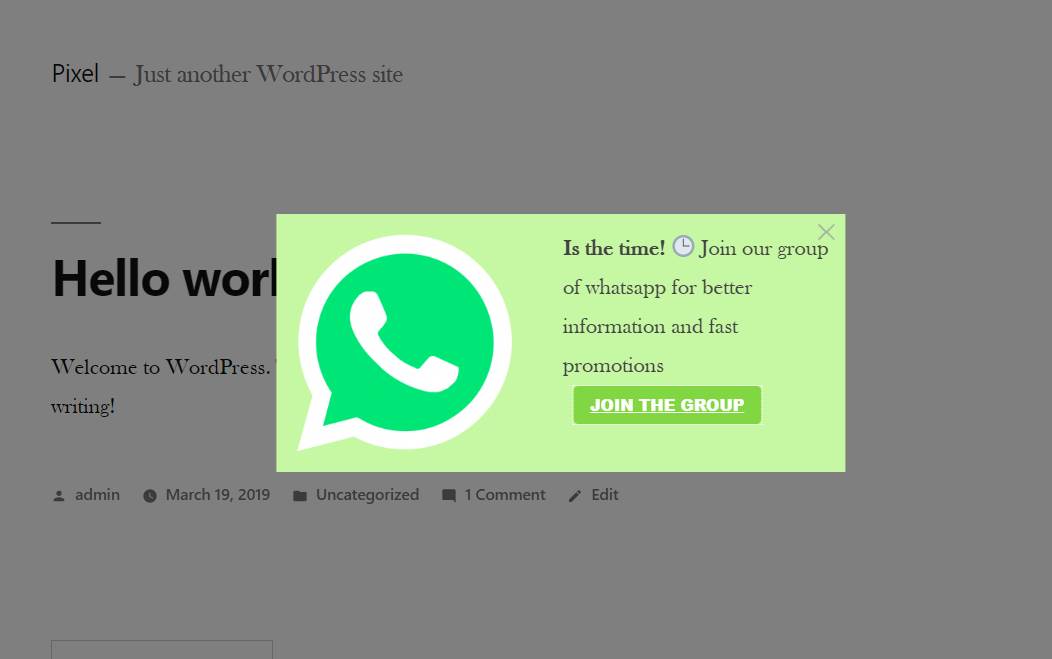 Pixel — Just another WordPress site
Hello worl
Is the time! 🕒 Join our group
of whatsapp for better
information and fast
promotions
JOIN THE GROUP
Welcome to WordPress.
writing!
admin March 19, 2019 Uncategorized 1 Comment Edit